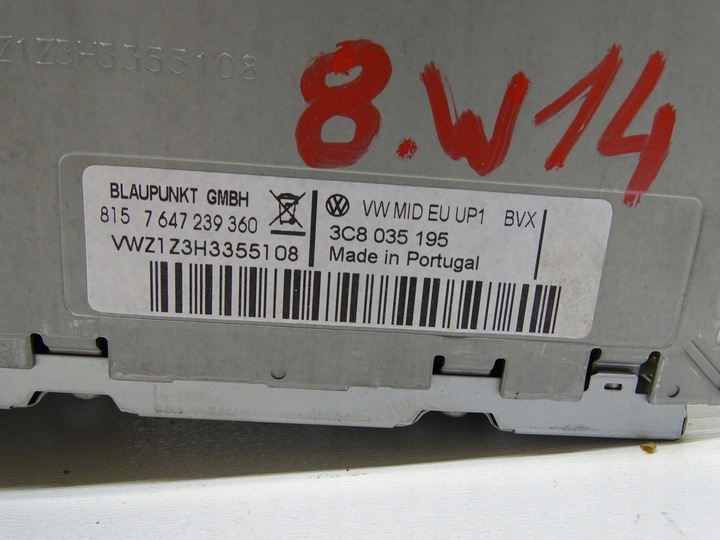 Z1Z3H3355108
8.W14
BLAUPUNKT GMBH
815 7 647 239 360
VWZ1Z3H3355108
VW MID EU UP1 BVX
3C8 035 195
Made in Portugal